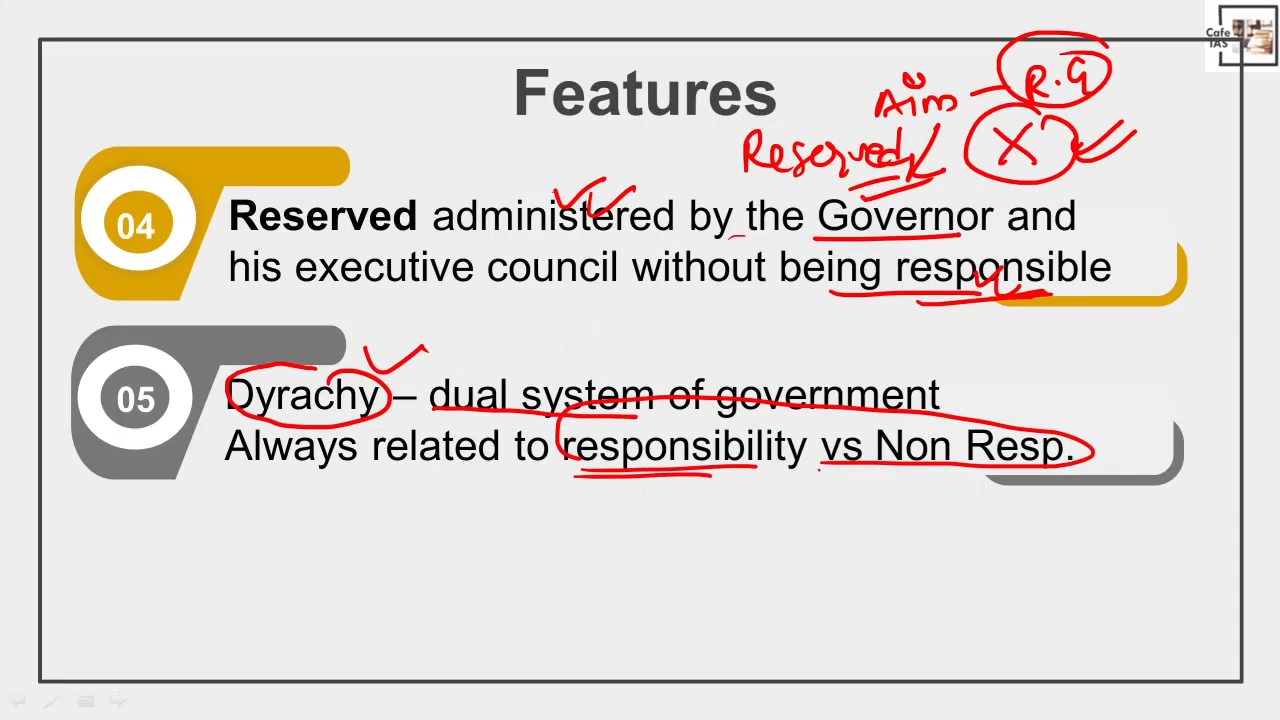 Cafe
IAS
Features
Aim - R.G
Reserved X
04
Reserved administered by the Governor and
his executive council without being responsible
05
Dyrachy – dual system of government
Always related to responsibility vs Non Resp.